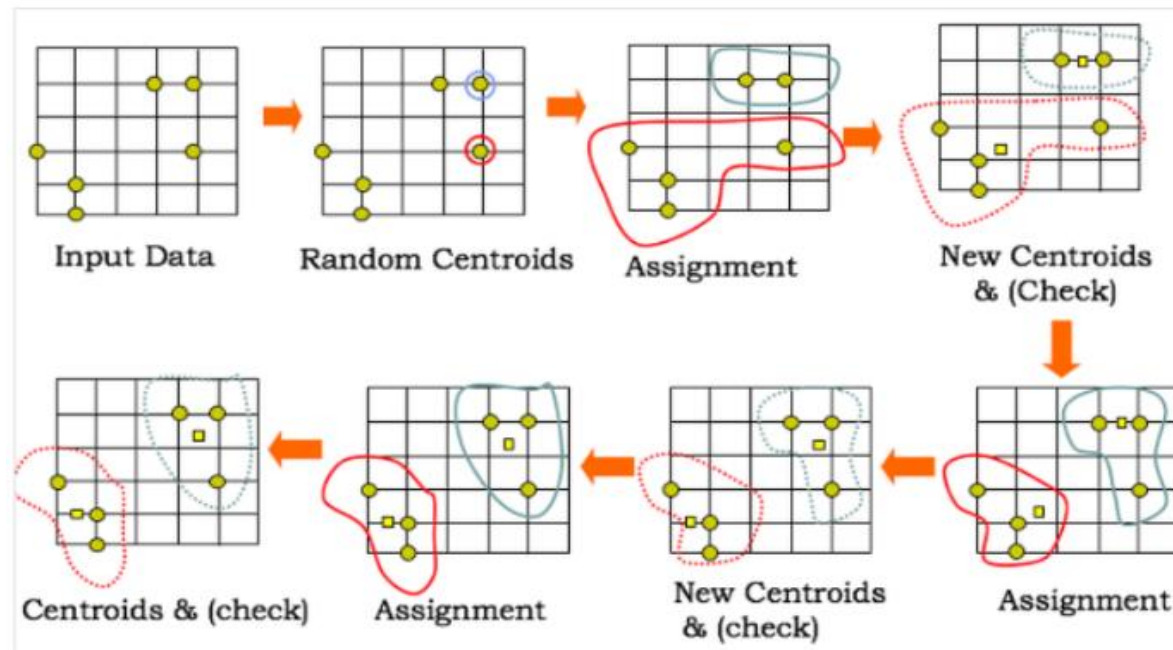 Input Data
Random Centroids
Assignment
New Centroids
& (Check)
Assignment
New Centroids
& (check)
Assignment
Centroids & (check)